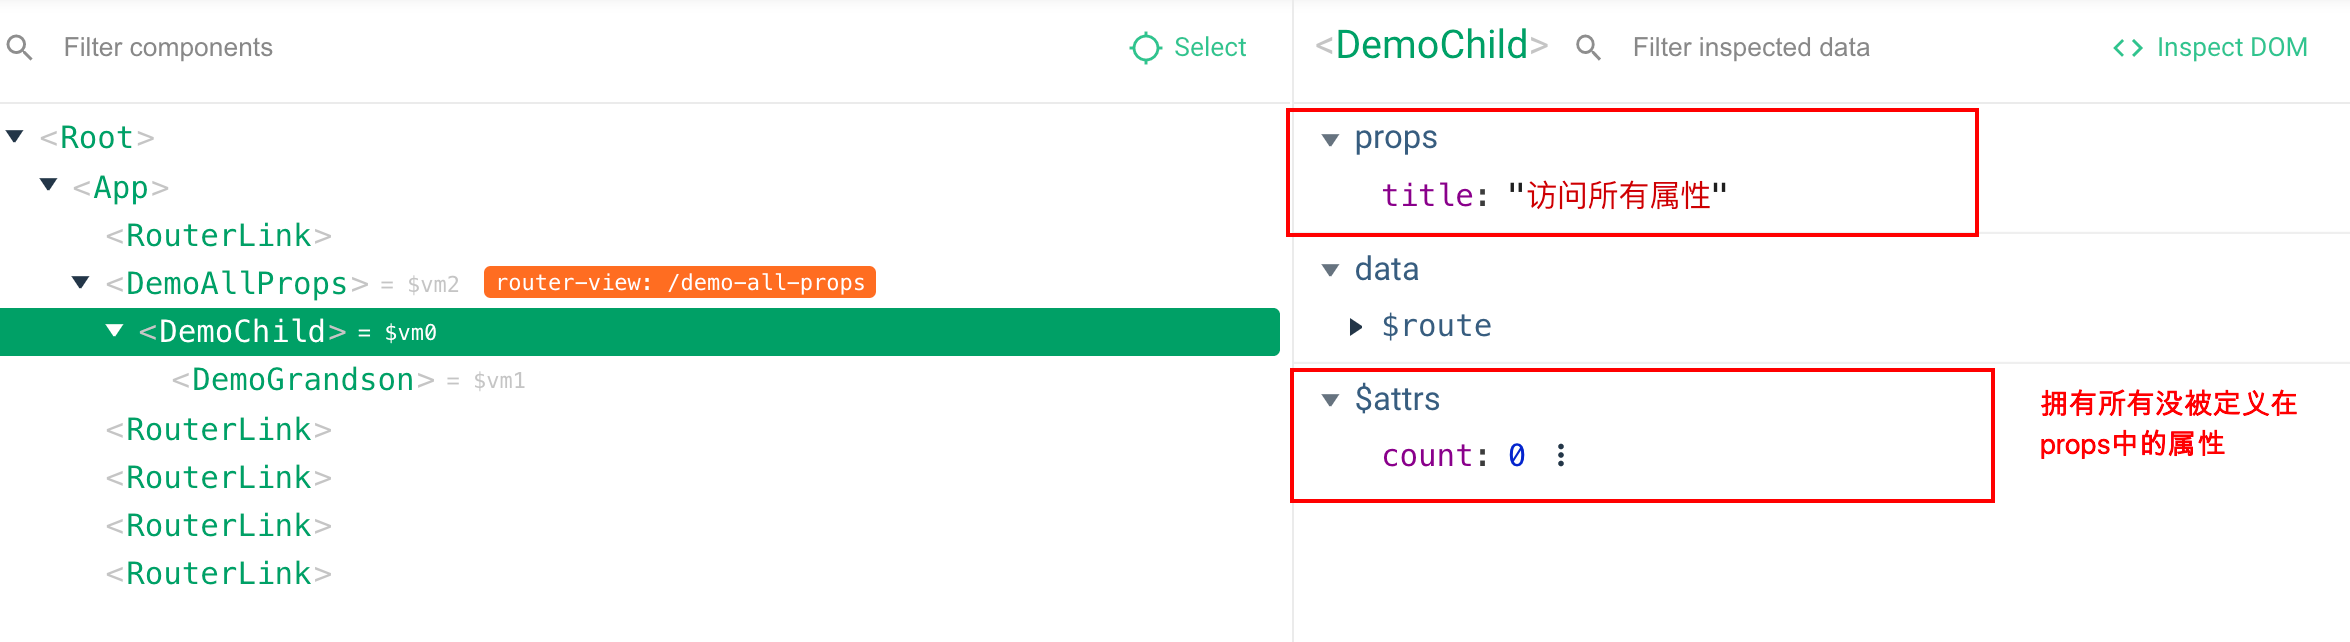 Filter components
Select
<Root>
<App>
<RouterLink>
<DemoAllProps> = $vm2 router-view: /demo-all-props
<DemoChild> = $vm0
<DemoGrandson> = $vm1
<RouterLink>
<RouterLink>
<RouterLink>
<RouterLink>
<DemoChild>
Filter inspected data
< > Inspect DOM
props
title: "访问所有属性"
data
$route
$attrs
count: 0
拥有所有没被定义在
props中的属性